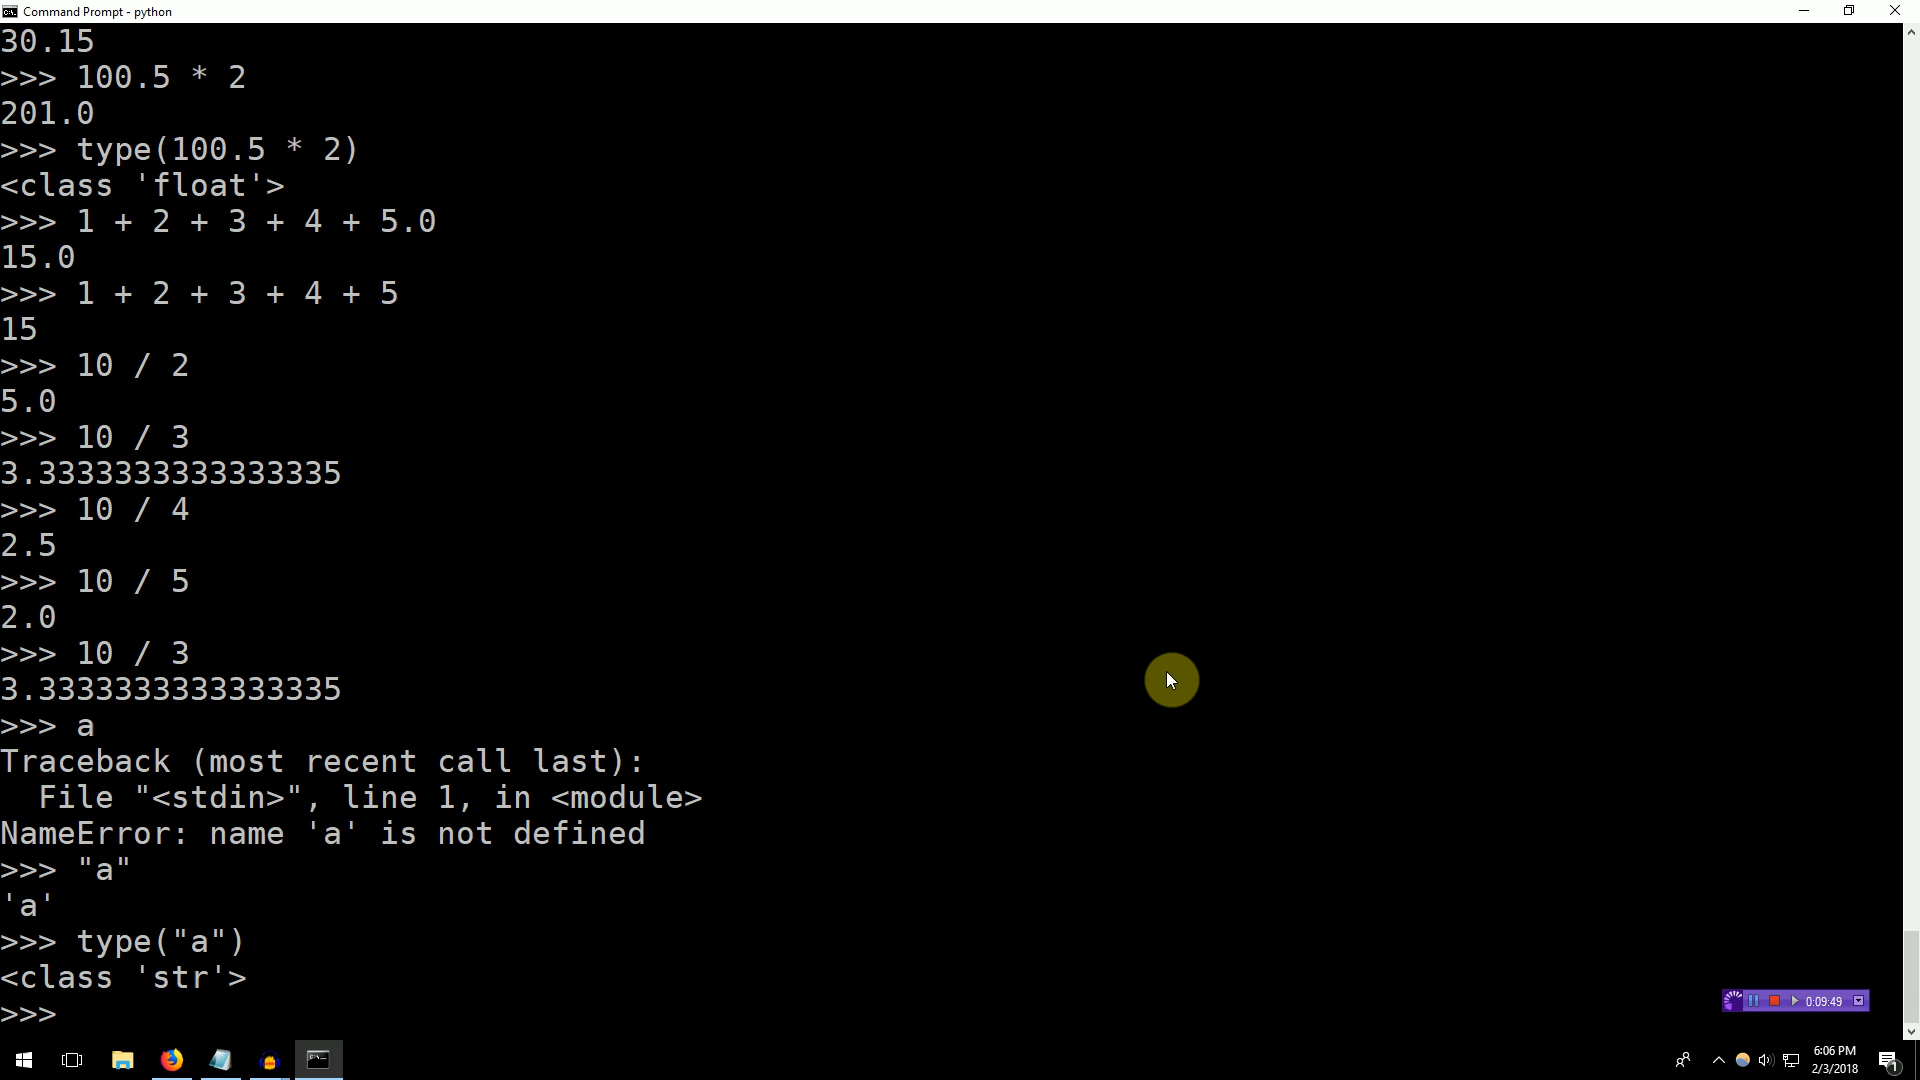 Command Prompt - python
30.15
>>> 100.5 * 2
201.0
>>> type(100.5 * 2)
<class 'float'>
>>> 1 + 2 + 3 + 4 + 5.0
15.0
>>> 1 + 2 + 3 + 4 + 5
15
>>> 10 / 2
5.0
>>> 10 / 3
3.3333333333333335
>>> 10 / 4
2.5
>>> 10 / 5
2.0
>>> 10 / 3
3.3333333333333335
>>> a
Traceback (most recent call last):
  File "<stdin>", line 1, in <module>
NameError: name 'a' is not defined
>>> "a"
'a'
>>> type("a")
<class 'str'>
>>>
0:09:49
6:06 PM
2/3/2018
1